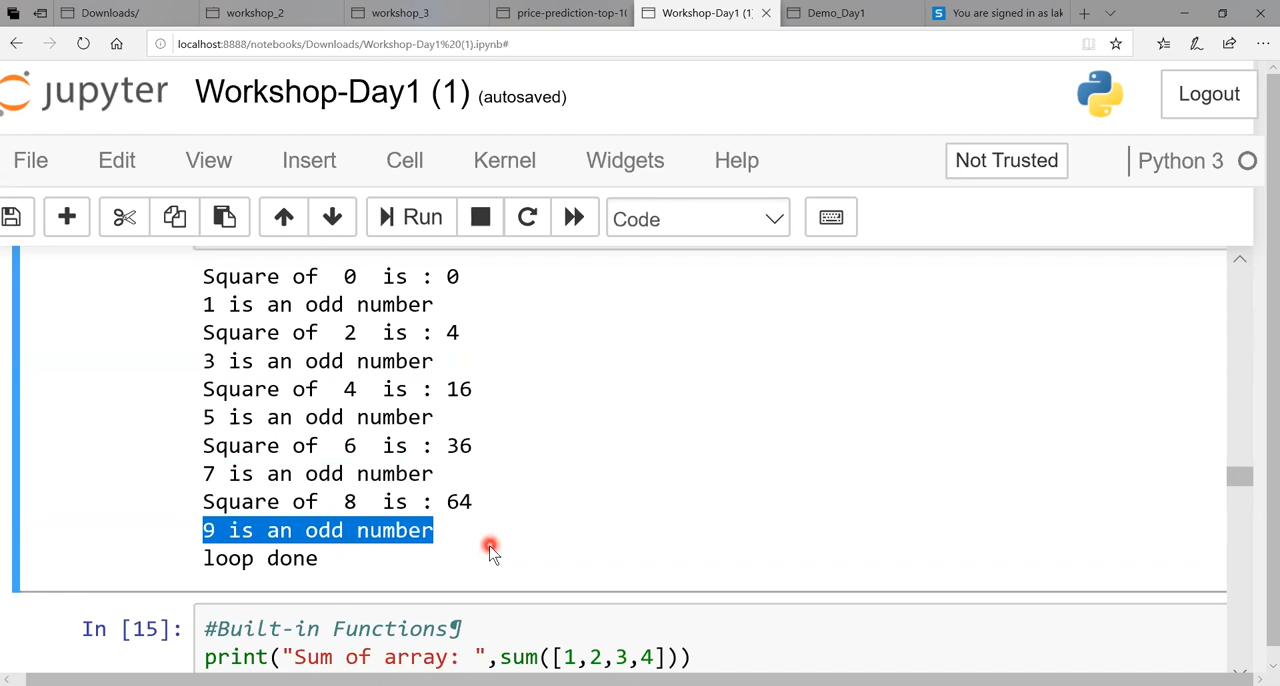 Downloads/ workshop_2 workshop_3 price-prediction-top-1( Workshop-Day1 (1) Demo_Day1 You are signed in as lak
localhost:8888/notebooks/Downloads/Workshop-Day1%20(1).ipynb#
jupyter Workshop-Day1 (1) (autosaved) Logout
File Edit View Insert Cell Kernel Widgets Help Not Trusted Python 3
Run Code
Square of  0  is : 0
1 is an odd number
Square of  2  is : 4
3 is an odd number
Square of  4  is : 16
5 is an odd number
Square of  6  is : 36
7 is an odd number
Square of  8  is : 64
9 is an odd number
loop done
In [15]: #Built-in Functions¶
print("Sum of array: ",sum([1,2,3,4]))